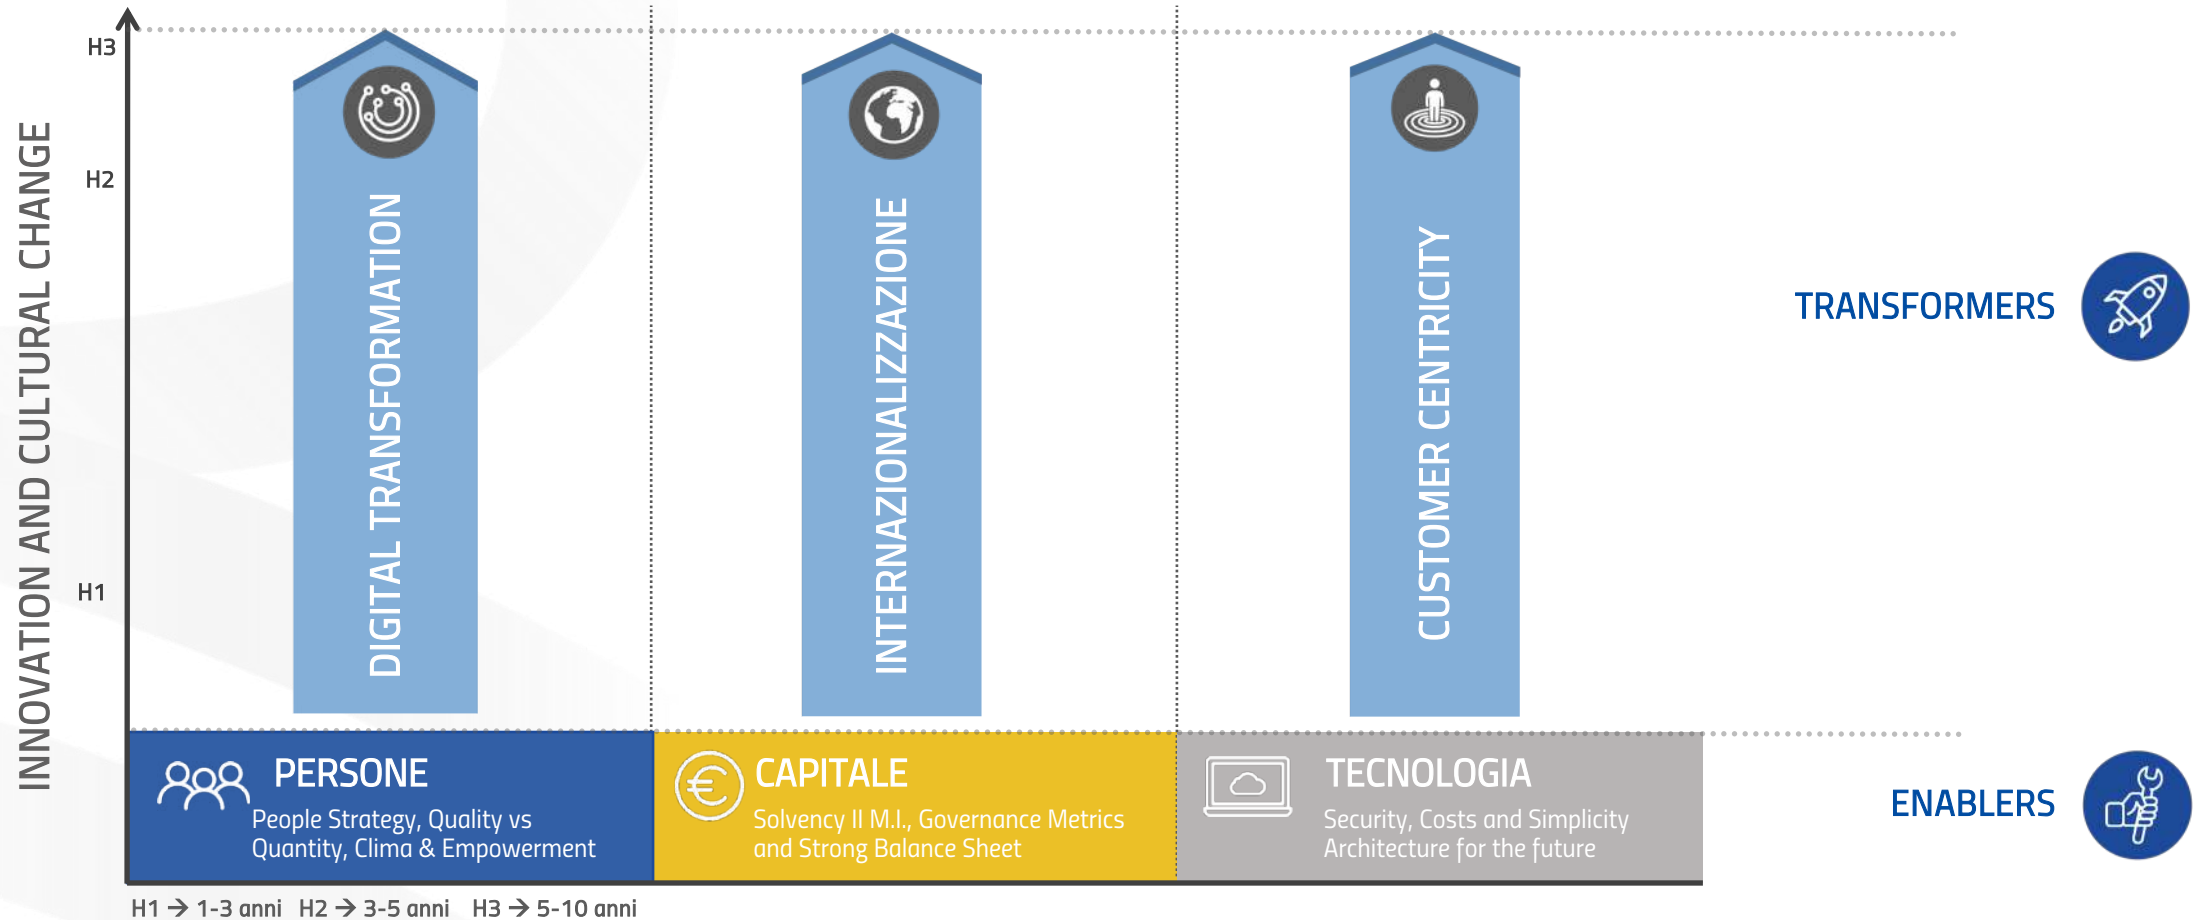 INNOVATION AND CULTURAL CHANGE
H3
H2
H1
DIGITAL TRANSFORMATION
INTERNAZIONALIZZAZIONE
CUSTOMER CENTRICITY
TRANSFORMERS
PERSONE
People Strategy, Quality vs
Quantity, Clima & Empowerment
CAPITALE
Solvency II M.I., Governance Metrics
and Strong Balance Sheet
TECNOLOGIA
Security, Costs and Simplicity
Architecture for the future
ENABLERS
H1 → 1-3 anni H2 → 3-5 anni H3 → 5-10 anni